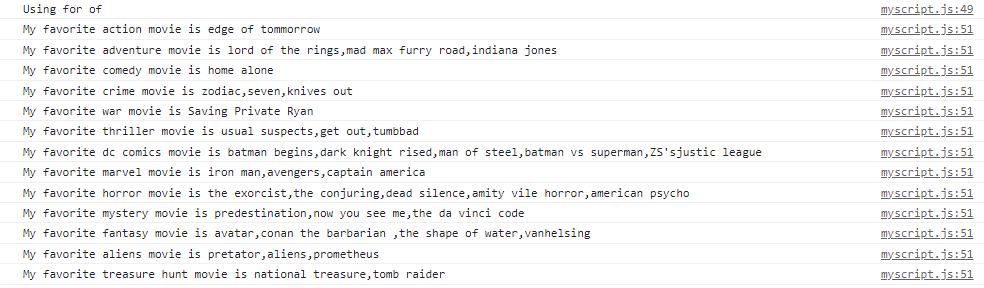 Using for of myscript.js:49
My favorite action movie is edge of tommorrow myscript.js:51
My favorite adventure movie is lord of the rings,mad max furry road,indiana jones myscript.js:51
My favorite comedy movie is home alone myscript.js:51
My favorite crime movie is zodiac,seven,knives out myscript.js:51
My favorite war movie is Saving Private Ryan myscript.js:51
My favorite thriller movie is usual suspects,get out,tumbbad myscript.js:51
My favorite dc comics movie is batman begins,dark knight rised,man of steel,batman vs superman,ZS'sjustic league myscript.js:51
My favorite marvel movie is iron man,avengers,captain america myscript.js:51
My favorite horror movie is the exorcist,the conjuring,dead silence,amity vile horror,american psycho myscript.js:51
My favorite mystery movie is predestination,now you see me,the da vinci code myscript.js:51
My favorite fantasy movie is avatar,conan the barbarian ,the shape of water,vanhelsing myscript.js:51
My favorite aliens movie is pretator,aliens,prometheus myscript.js:51
My favorite treasure hunt movie is national treasure,tomb raider myscript.js:51